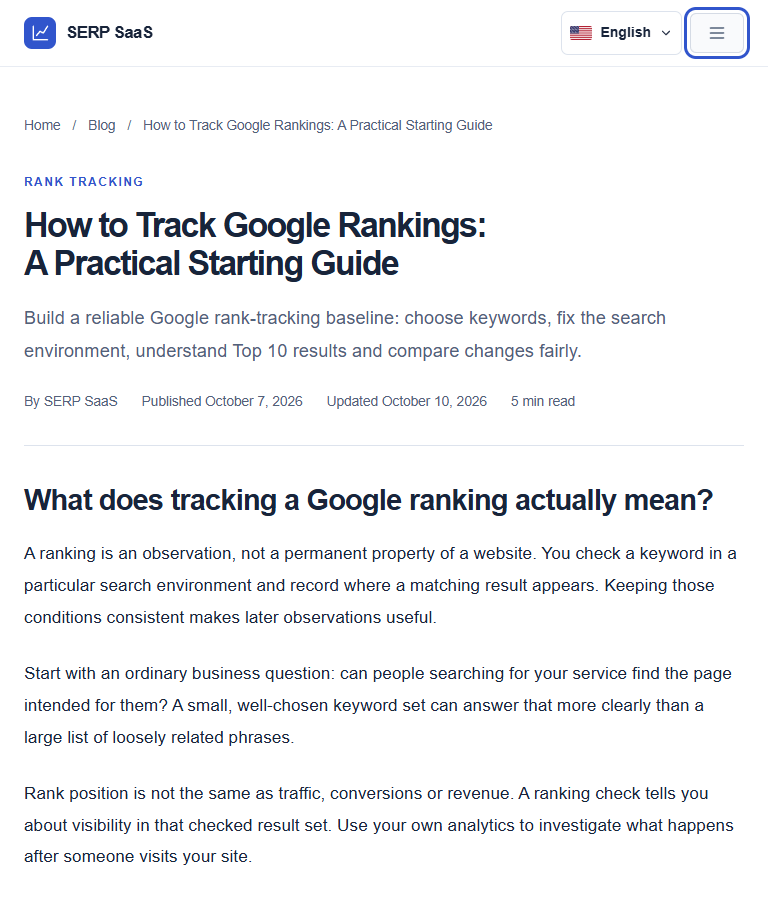 SERP SaaS
English
Home / Blog / How to Track Google Rankings: A Practical Starting Guide
RANK TRACKING
How to Track Google Rankings:
A Practical Starting Guide
Build a reliable Google rank-tracking baseline: choose keywords, fix the search
environment, understand Top 10 results and compare changes fairly.
By SERP SaaS Published October 7, 2026 Updated October 10, 2026 5 min read
What does tracking a Google ranking actually mean?
A ranking is an observation, not a permanent property of a website. You check a keyword in a
particular search environment and record where a matching result appears. Keeping those
conditions consistent makes later observations useful.
Start with an ordinary business question: can people searching for your service find the page
intended for them? A small, well-chosen keyword set can answer that more clearly than a
large list of loosely related phrases.
Rank position is not the same as traffic, conversions or revenue. A ranking check tells you
about visibility in that checked result set. Use your own analytics to investigate what happens
after someone visits your site.